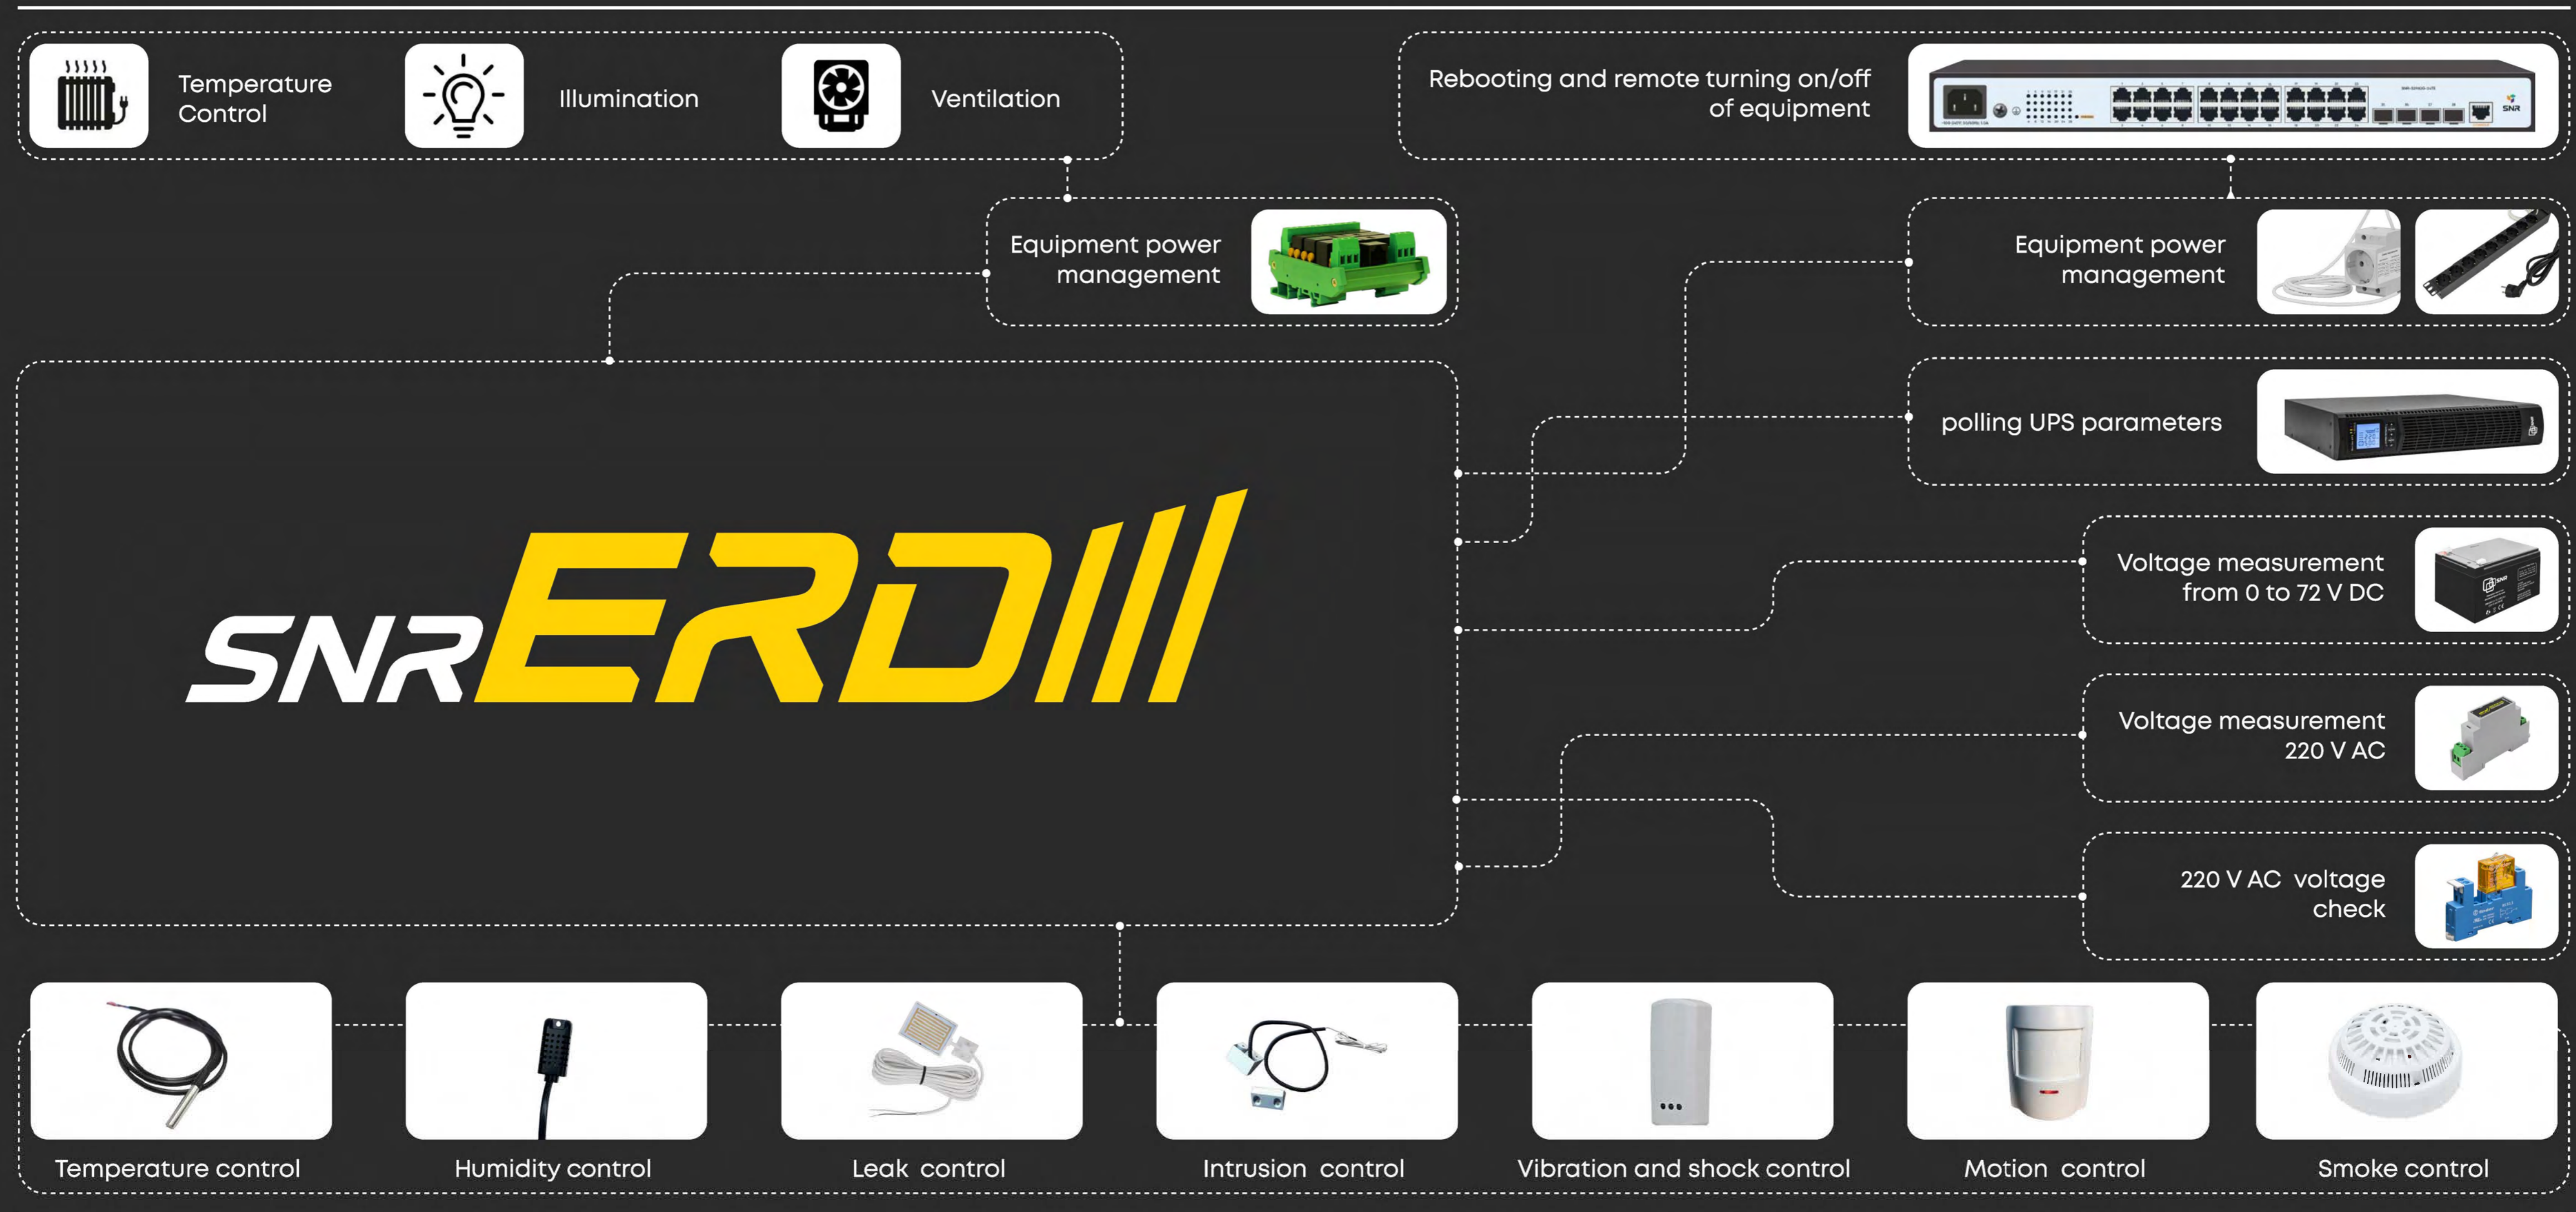 Temperature
Control
Illumination
Ventilation
Rebooting and remote turning on/off
of equipment
SNR
Equipment power
management
Equipment power
management
polling UPS parameters
SNR ERD
Voltage measurement
from 0 to 72 V DC
SNR
Voltage measurement
220 V AC
220 V AC voltage
check
Temperature control
Humidity control
Leak control
Intrusion control
Vibration and shock control
Motion control
Smoke control